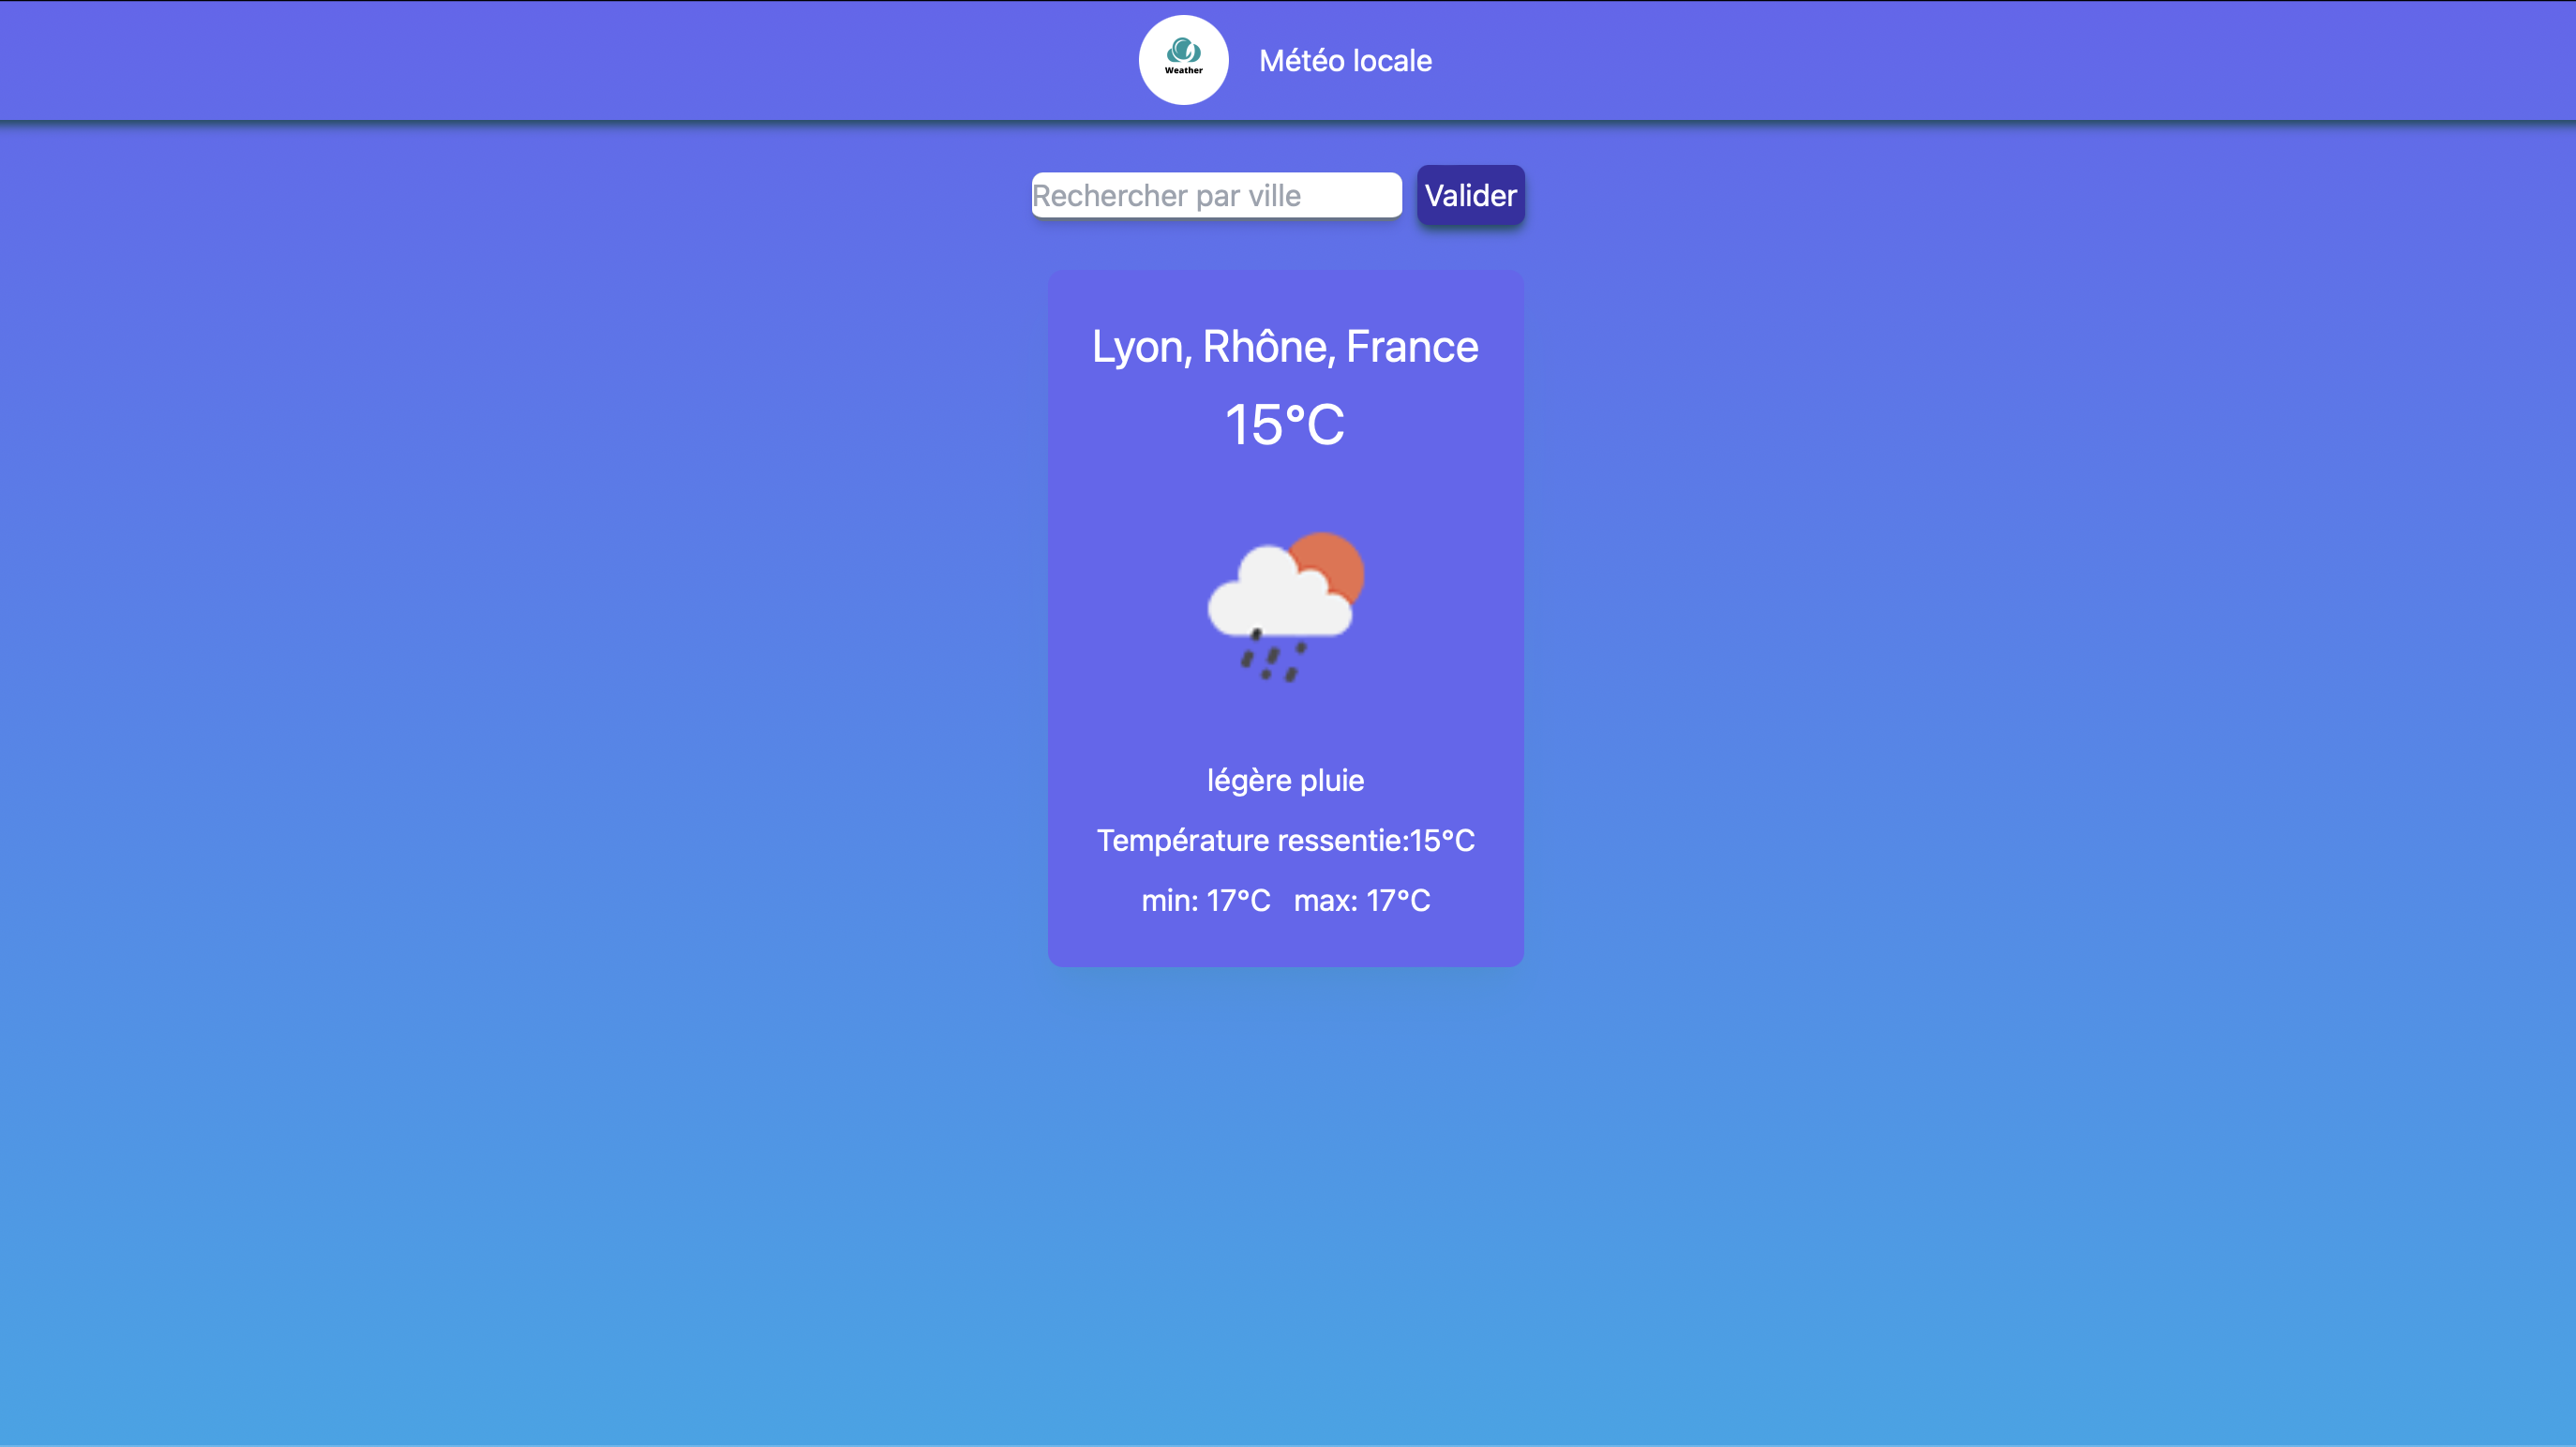 Weather
Météo locale
Rechercher par ville
Valider
Lyon, Rhône, France
15°C
légère pluie
Température ressentie:15°C
min: 17°C max: 17°C